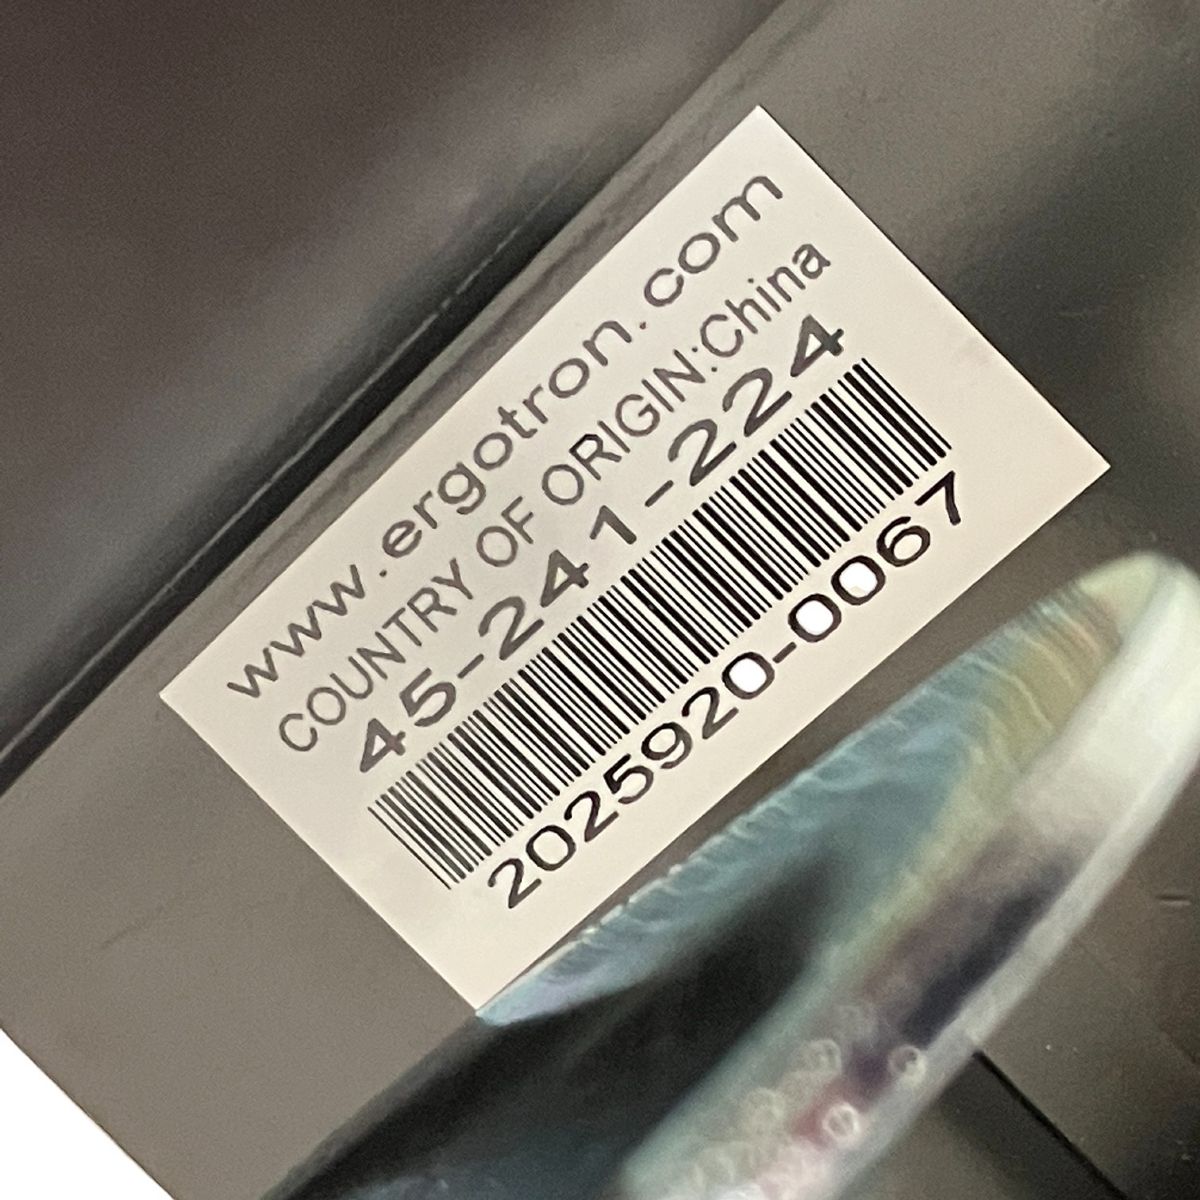 www.ergotron.com
COUNTRY OF ORIGIN:China
45-241-224
2025920-0067